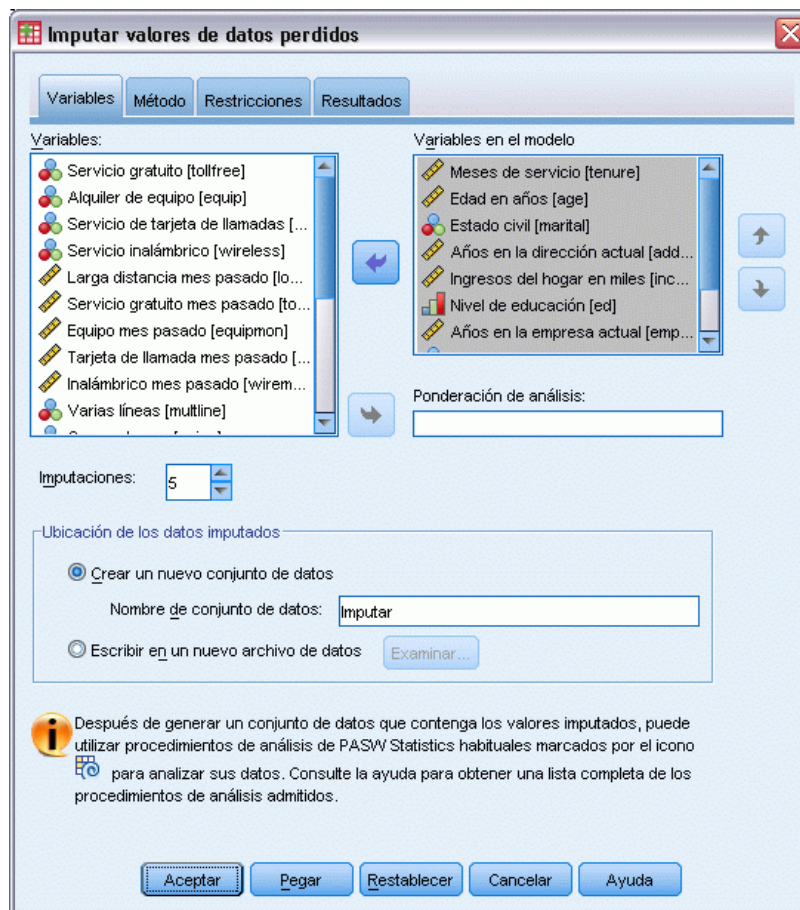 Imputar valores de datos perdidos
Variables
Método
Restricciones
Resultados
Variables:
Servicio gratuito [tollfree]
Alquiler de equipo [equip]
Servicio de tarjeta de llamadas [...
Servicio inalámbrico [wireless]
Larga distancia mes pasado [lo...
Servicio gratuito mes pasado [to...
Equipo mes pasado [equipmon]
Tarjeta de llamada mes pasado [...
Inalámbrico mes pasado [wirem...
Varias líneas [multline]
Variables en el modelo
Meses de servicio [tenure]
Edad en años [age]
Estado civil [marital]
Años en la dirección actual [add...
Ingresos del hogar en miles [inc...
Nivel de educación [ed]
Años en la empresa actual [emp...
Ponderación de análisis:
Imputaciones:
5
Ubicación de los datos imputados
Crear un nuevo conjunto de datos
Nombre de conjunto de datos:
Imputar
Escribir en un nuevo archivo de datos
Examinar...
Después de generar un conjunto de datos que contenga los valores imputados, puede
utilizar procedimientos de análisis de PASW Statistics habituales marcados por el icono
para analizar sus datos. Consulte la ayuda para obtener una lista completa de los
procedimientos de análisis admitidos.
Aceptar
Pegar
Restablecer
Cancelar
Ayuda